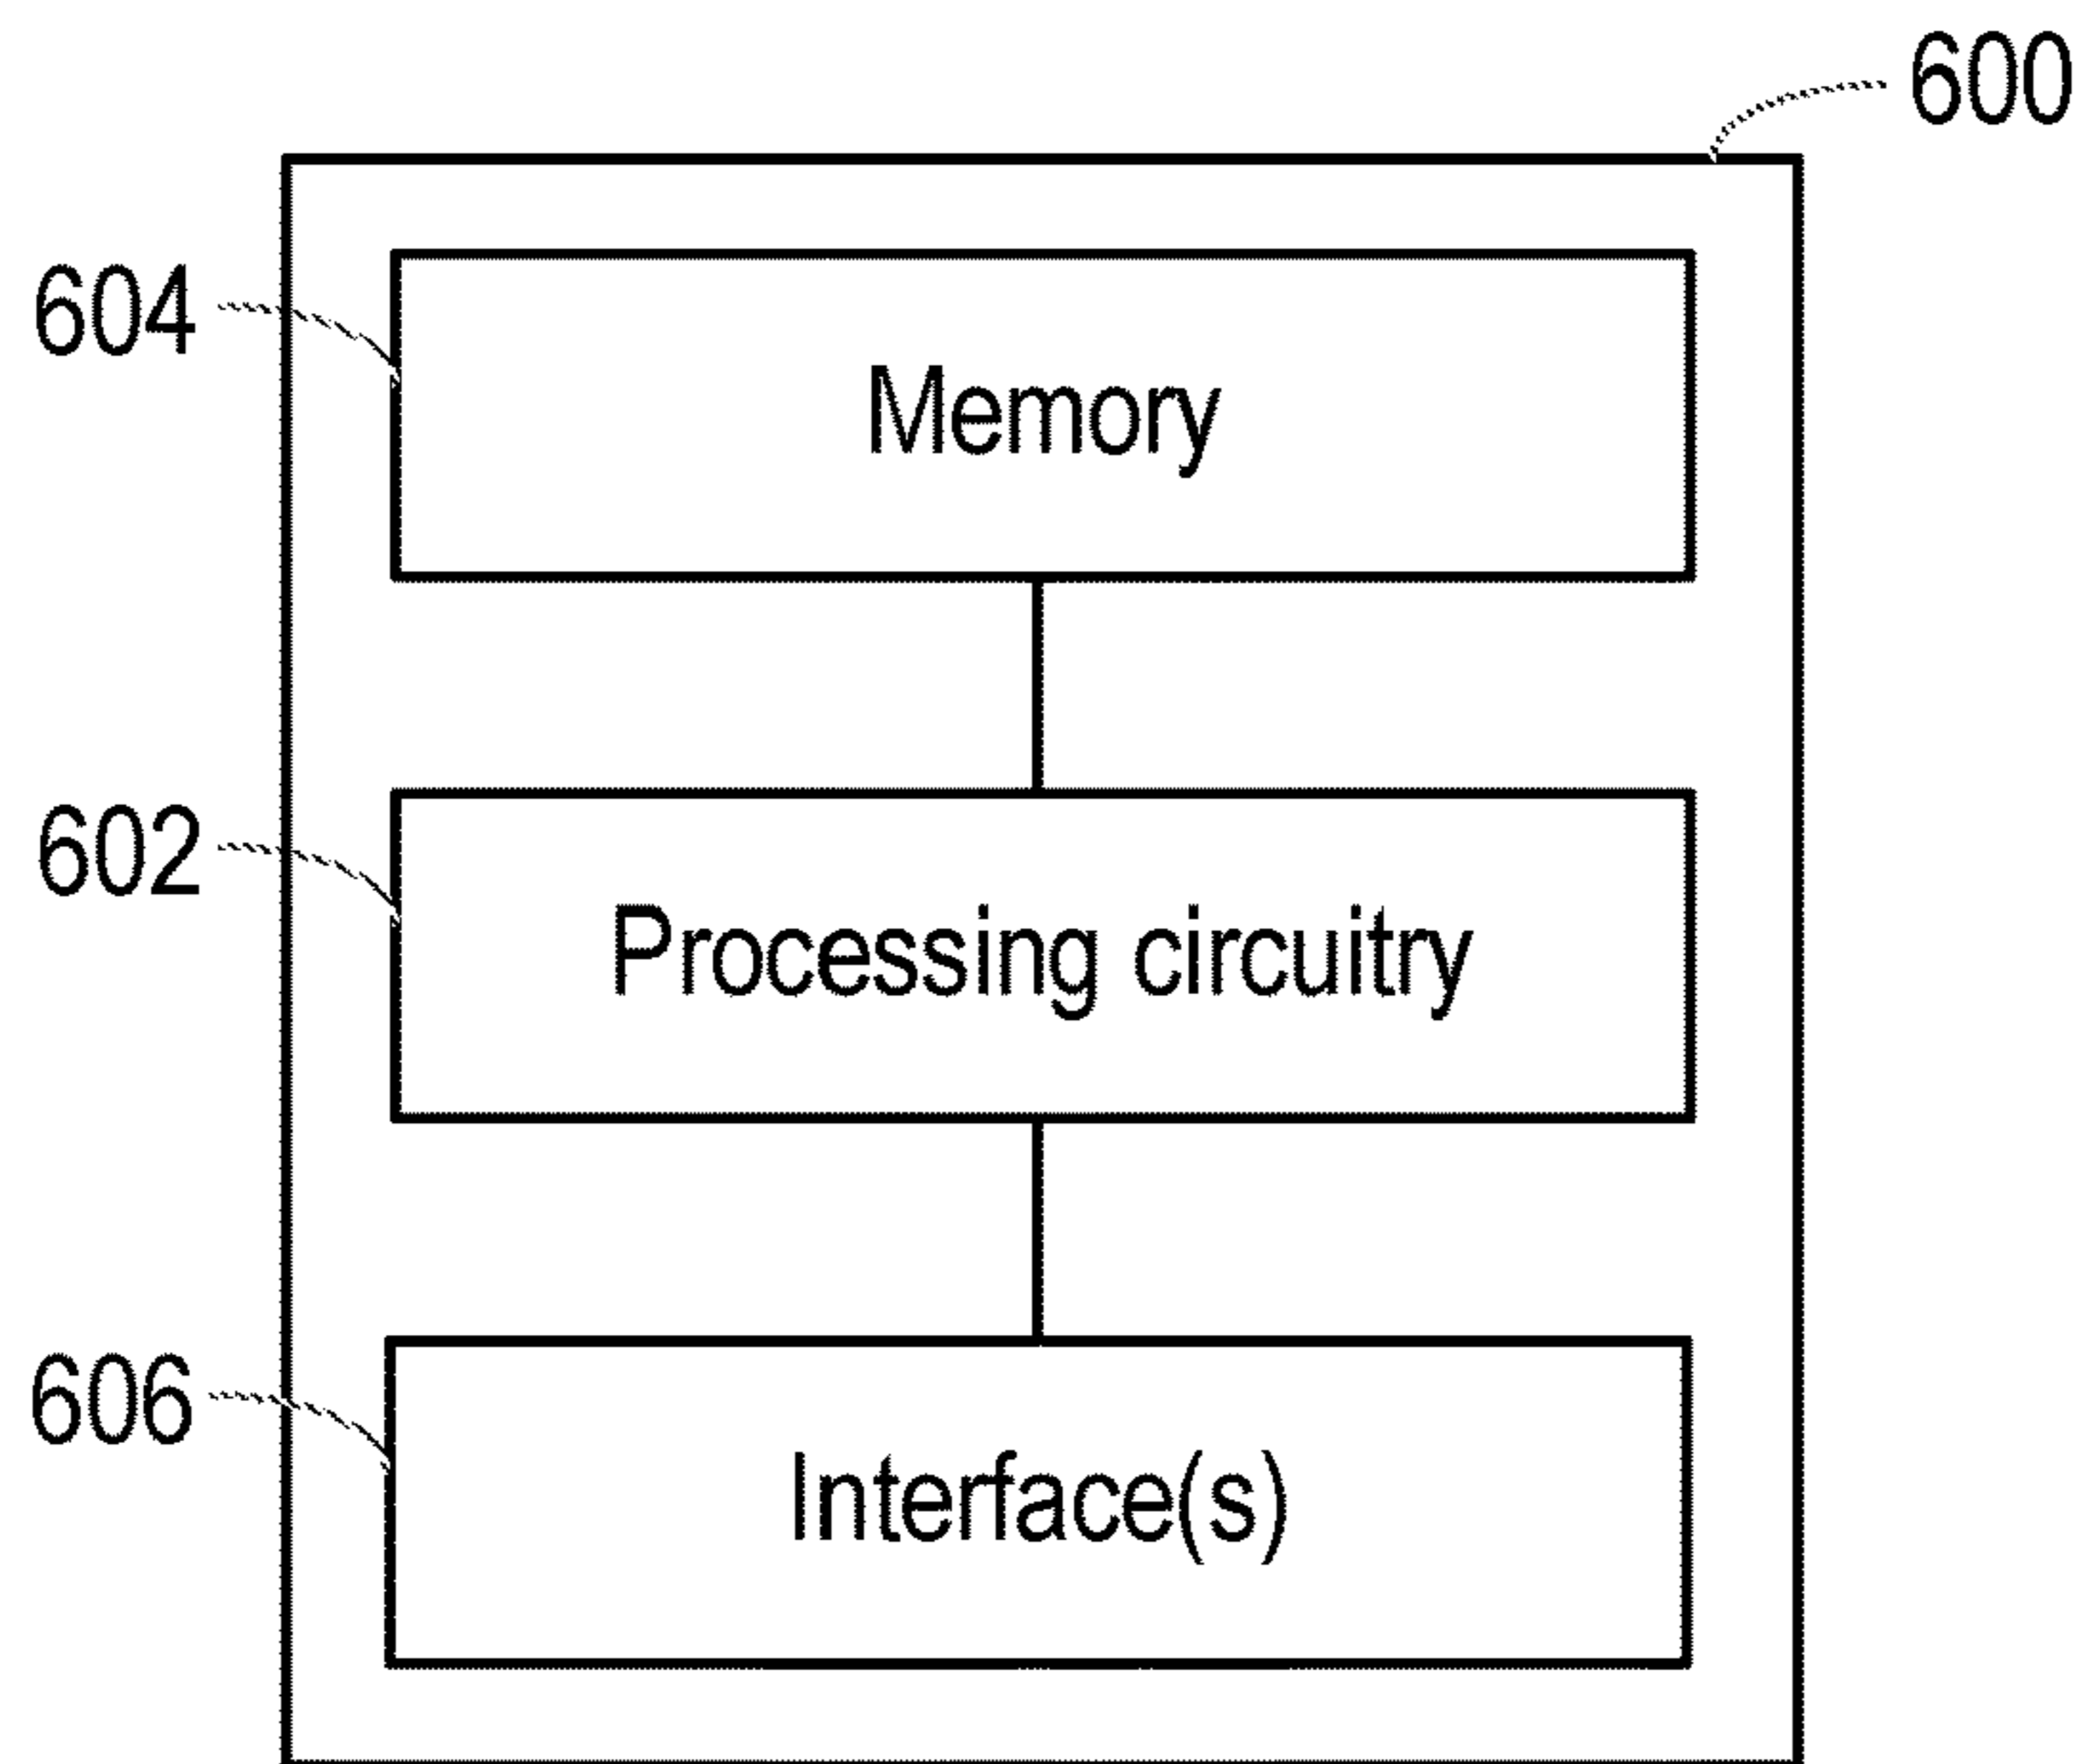 600
604
Memory
602
Processing circuitry
606
Interface(s)